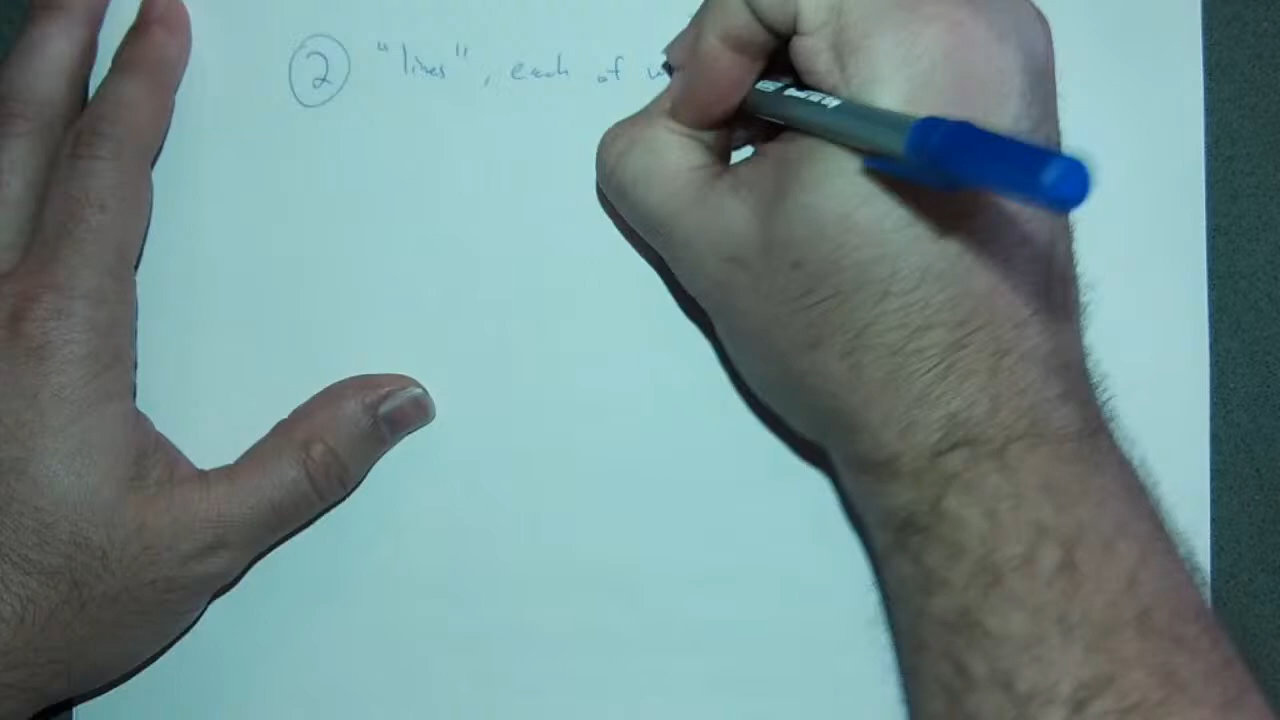 ② "lines", each of